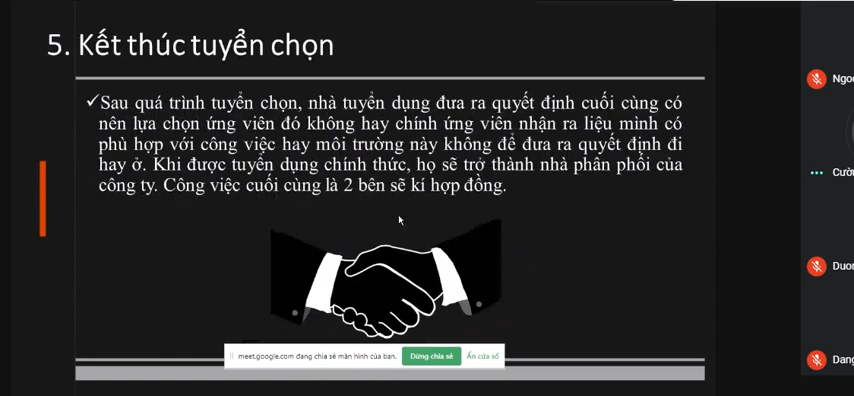 5. Kết thúc tuyển chọn
✓Sau quá trình tuyển chọn, nhà tuyển dụng đưa ra quyết định cuối cùng có
nên lựa chọn ứng viên đó không hay chính ứng viên nhận ra liệu mình có
phù hợp với công việc hay môi trường này không để đưa ra quyết định đi
hay ở. Khi được tuyển dụng chính thức, họ sẽ trở thành nhà phân phối của
công ty. Công việc cuối cùng là 2 bên sẽ kí hợp đồng.
meet.google.com đang chia sẻ màn hình của bạn.
Dừng chia sẻ
Ẩn cửa sổ
Cườ
Duo